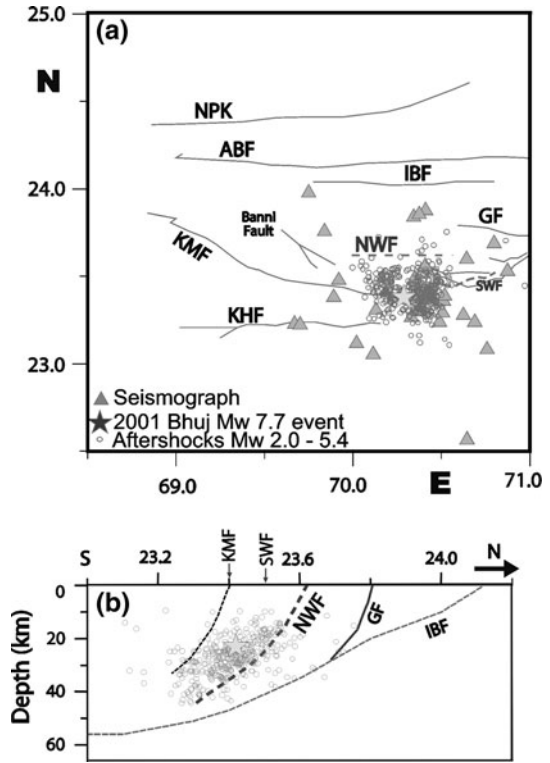 25.0
(a)
N
NPK
ABF
24.0
IBF
Banni
Fault
GF
KMF
NWF
SWF
KHF
23.0
Seismograph
2001 Bhuj Mw 7.7 event
Aftershocks Mw 2.0 - 5.4
69.0
70.0
E
71.0
S
23.2
KMF
SWF
23.6
24.0
N
0
(b)
NWF
GF
IBF
20
40
60
Depth (km)